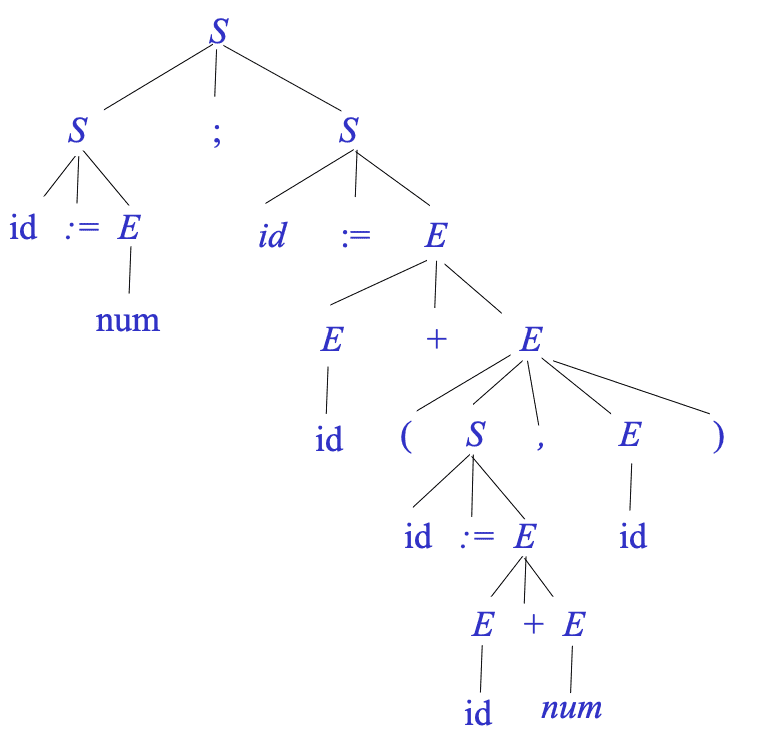 S
S ; S
id := E id := E
num E + E
id ( S , E )
id := E id
E + E
id num